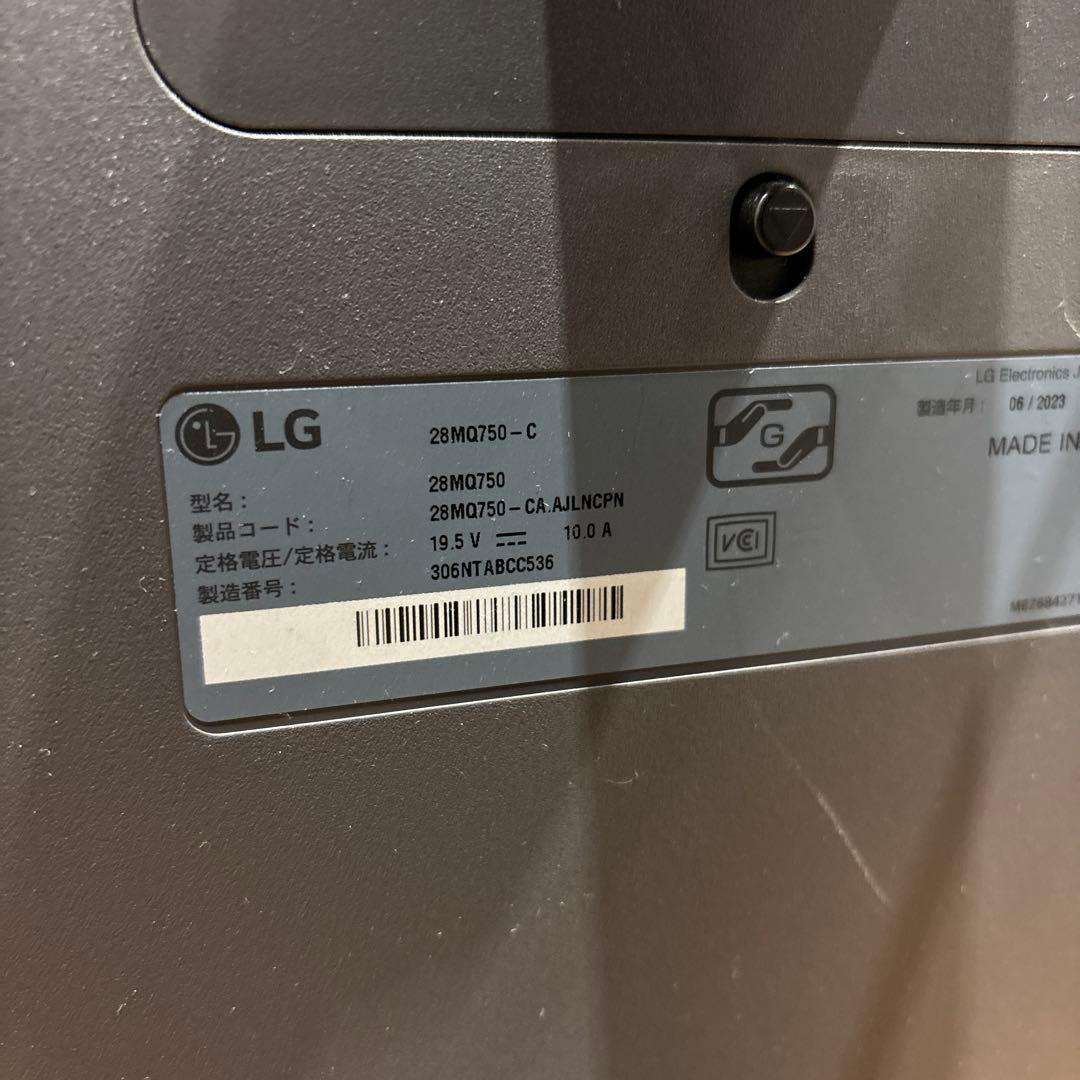 LG
28MQ750-C
型名: 28MQ750
製品コード: 28MQ750-CA.AJLNCPN
定格電圧/定格電流: 19.5 V ⎓ 10.0 A
製造番号: 306NTABCC536
G
VCCI
LG Electronics J
製造年月: 06 / 2023
MADE IN